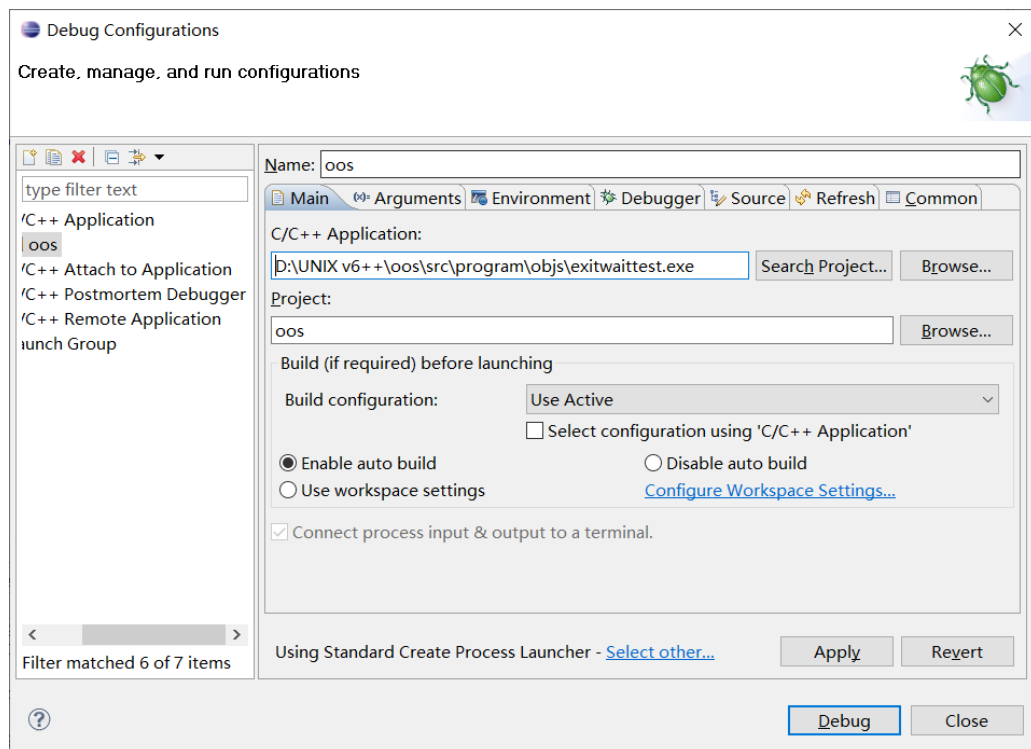 Debug Configurations
Create, manage, and run configurations
type filter text
/C++ Application
oos
/C++ Attach to Application
/C++ Postmortem Debugger
/C++ Remote Application
aunch Group
Filter matched 6 of 7 items
Name: oos
Main (x)= Arguments Environment Debugger Source Refresh Common
C/C++ Application:
D:\UNIX v6++\oos\src\program\objs\exitwaittest.exe Search Project... Browse...
Project:
oos Browse...
Build (if required) before launching
Build configuration: Use Active
Select configuration using 'C/C++ Application'
Enable auto build Disable auto build
Use workspace settings Configure Workspace Settings...
Connect process input & output to a terminal.
Using Standard Create Process Launcher - Select other... Apply Revert
? Debug Close